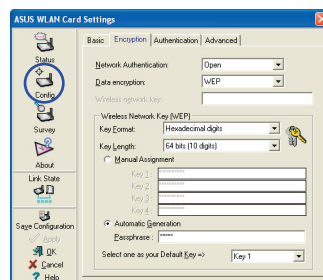 ASUS WLAN Card Settings
Status
Config
Survey
About
Link State
Save Configuration
Apply
OK
Cancel
Help
Basic Encryption Authentication Advanced
Network Authentication: Open
Data encryption: WEP
Wireless network key:
Wireless Network Key (WEP)
Key Format: Hexadecimal digits
Key Length: 64 bits (10 digits)
Manual Assignment
Key 1: **********
Key 2: **********
Key 3: **********
Key 4: **********
Automatic Generation
Passphrase : *****
Select one as your Default Key => Key 1